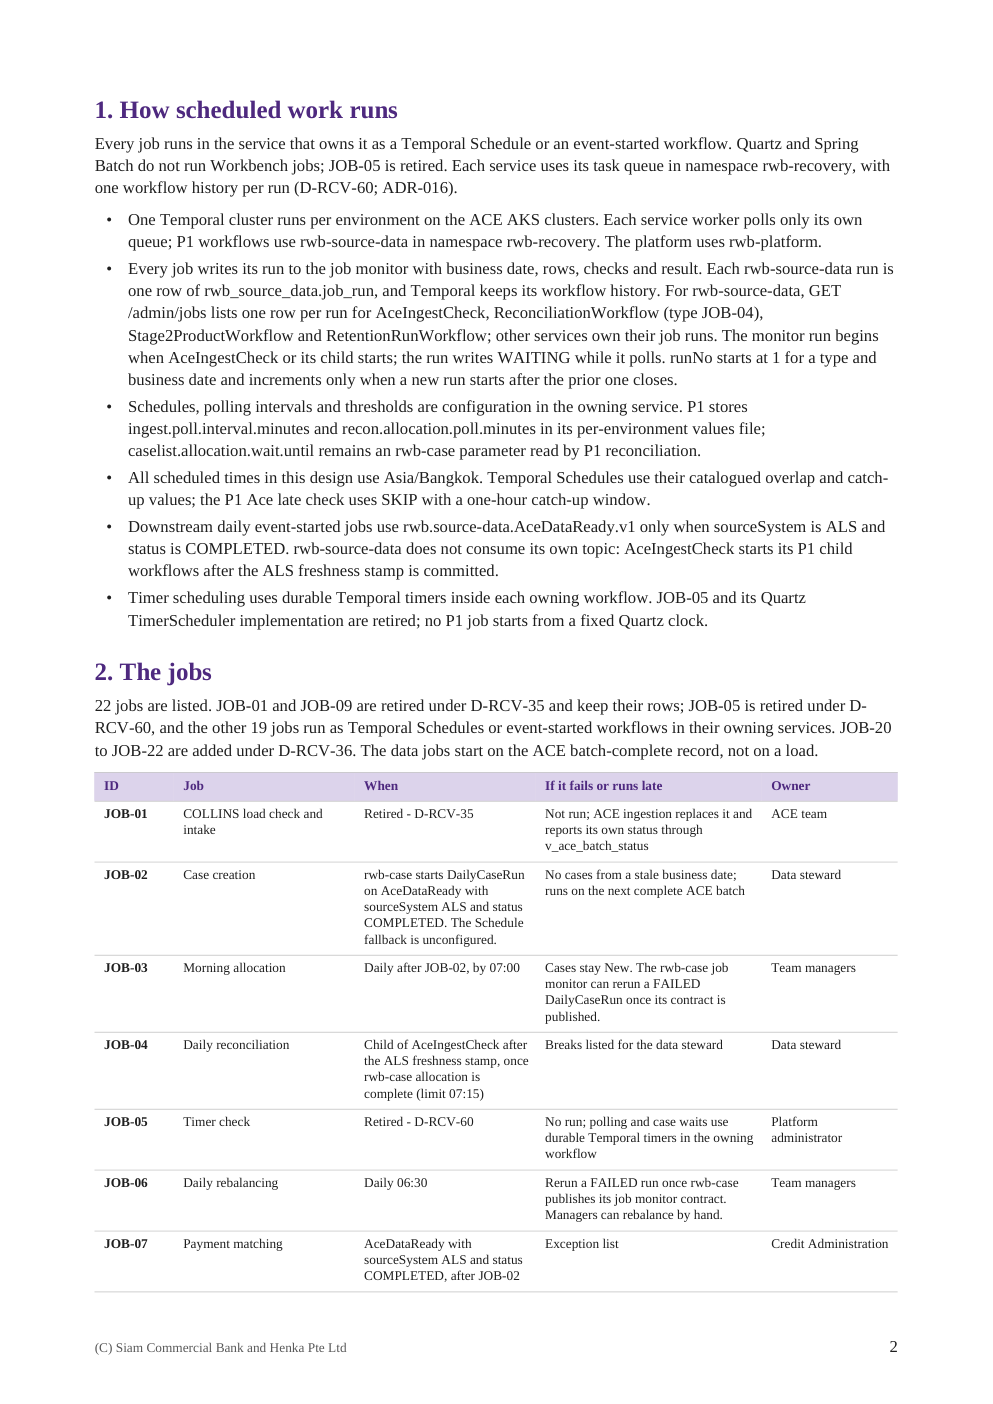 1. How scheduled work runs
Every job runs in the service that owns it as a Temporal Schedule or an event-started workflow. Quartz and Spring
Batch do not run Workbench jobs; JOB-05 is retired. Each service uses its task queue in namespace rwb-recovery, with
one workflow history per run (D-RCV-60; ADR-016).
• One Temporal cluster runs per environment on the ACE AKS clusters. Each service worker polls only its own
queue; P1 workflows use rwb-source-data in namespace rwb-recovery. The platform uses rwb-platform.
• Every job writes its run to the job monitor with business date, rows, checks and result. Each rwb-source-data run is
one row of rwb_source_data.job_run, and Temporal keeps its workflow history. For rwb-source-data, GET
/admin/jobs lists one row per run for AceIngestCheck, ReconciliationWorkflow (type JOB-04),
Stage2ProductWorkflow and RetentionRunWorkflow; other services own their job runs. The monitor run begins
when AceIngestCheck or its child starts; the run writes WAITING while it polls. runNo starts at 1 for a type and
business date and increments only when a new run starts after the prior one closes.
• Schedules, polling intervals and thresholds are configuration in the owning service. P1 stores
ingest.poll.interval.minutes and recon.allocation.poll.minutes in its per-environment values file;
caselist.allocation.wait.until remains an rwb-case parameter read by P1 reconciliation.
• All scheduled times in this design use Asia/Bangkok. Temporal Schedules use their catalogued overlap and catch-
up values; the P1 Ace late check uses SKIP with a one-hour catch-up window.
• Downstream daily event-started jobs use rwb.source-data.AceDataReady.v1 only when sourceSystem is ALS and
status is COMPLETED. rwb-source-data does not consume its own topic: AceIngestCheck starts its P1 child
workflows after the ALS freshness stamp is committed.
• Timer scheduling uses durable Temporal timers inside each owning workflow. JOB-05 and its Quartz
TimerScheduler implementation are retired; no P1 job starts from a fixed Quartz clock.
2. The jobs
22 jobs are listed. JOB-01 and JOB-09 are retired under D-RCV-35 and keep their rows; JOB-05 is retired under D-
RCV-60, and the other 19 jobs run as Temporal Schedules or event-started workflows in their owning services. JOB-20
to JOB-22 are added under D-RCV-36. The data jobs start on the ACE batch-complete record, not on a load.
ID Job When If it fails or runs late Owner
JOB-01 COLLINS load check and Retired - D-RCV-35 Not run; ACE ingestion replaces it and ACE team
intake reports its own status through
v_ace_batch_status
JOB-02 Case creation rwb-case starts DailyCaseRun No cases from a stale business date; Data steward
on AceDataReady with runs on the next complete ACE batch
sourceSystem ALS and status
COMPLETED. The Schedule
fallback is unconfigured.
JOB-03 Morning allocation Daily after JOB-02, by 07:00 Cases stay New. The rwb-case job Team managers
monitor can rerun a FAILED
DailyCaseRun once its contract is
published.
JOB-04 Daily reconciliation Child of AceIngestCheck after Breaks listed for the data steward Data steward
the ALS freshness stamp, once
rwb-case allocation is
complete (limit 07:15)
JOB-05 Timer check Retired - D-RCV-60 No run; polling and case waits use Platform
durable Temporal timers in the owning administrator
workflow
JOB-06 Daily rebalancing Daily 06:30 Rerun a FAILED run once rwb-case Team managers
publishes its job monitor contract.
Managers can rebalance by hand.
JOB-07 Payment matching AceDataReady with Exception list Credit Administration
sourceSystem ALS and status
COMPLETED, after JOB-02
(C) Siam Commercial Bank and Henka Pte Ltd 2